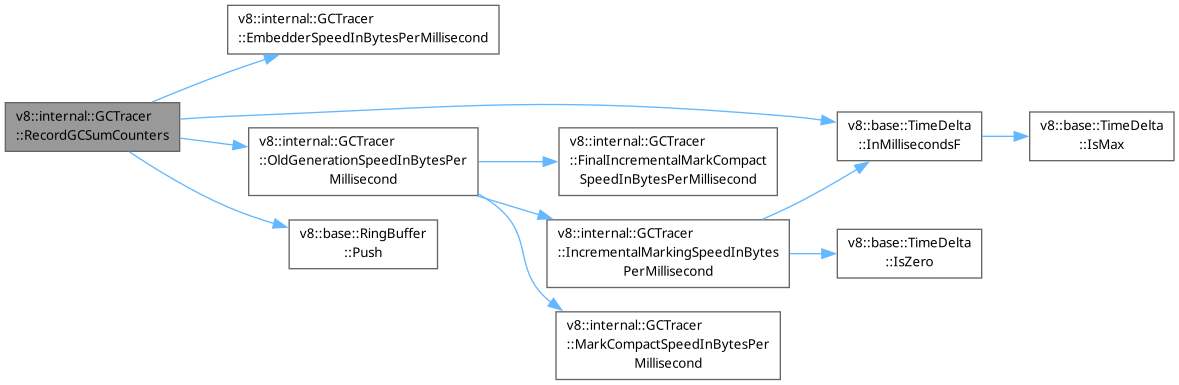 v8::internal::GCTracer
::RecordGCSumCounters
v8::internal::GCTracer
::EmbedderSpeedInBytesPerMillisecond
v8::internal::GCTracer
::OldGenerationSpeedInBytesPer
Millisecond
v8::base::RingBuffer
::Push
v8::internal::GCTracer
::FinalIncrementalMarkCompact
SpeedInBytesPerMillisecond
v8::internal::GCTracer
::IncrementalMarkingSpeedInBytes
PerMillisecond
v8::internal::GCTracer
::MarkCompactSpeedInBytesPer
Millisecond
v8::base::TimeDelta
::InMillisecondsF
v8::base::TimeDelta
::IsZero
v8::base::TimeDelta
::IsMax